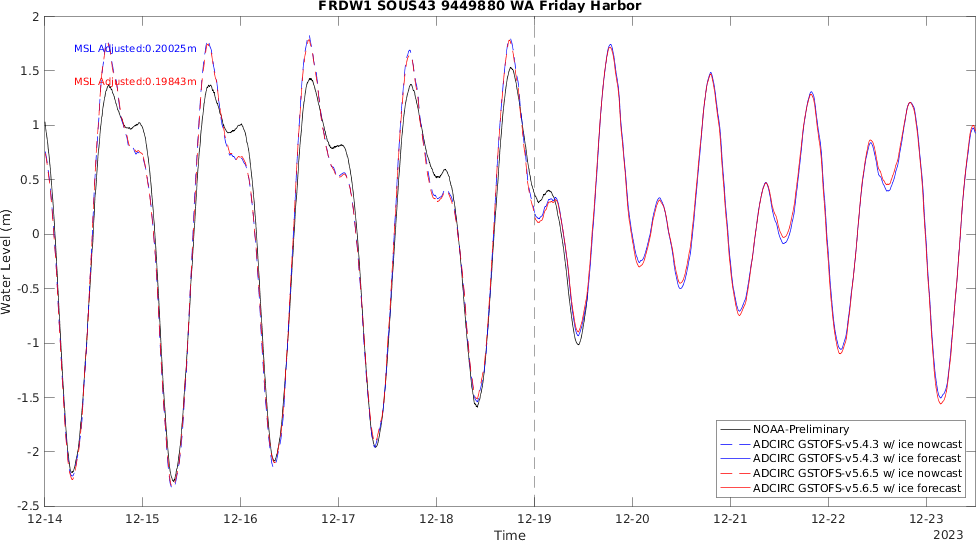 FRDW1 SOUS43 9449880 WA Friday Harbor
2
1.5
1
0.5
0
-0.5
-1
-1.5
-2
-2.5
Water Level (m)
MSL Adjusted:0.20025m
MSL Adjusted:0.19843m
NOAA-Preliminary
ADCIRC GSTOFS-v5.4.3 w/ ice nowcast
ADCIRC GSTOFS-v5.4.3 w/ ice forecast
ADCIRC GSTOFS-v5.6.5 w/ ice nowcast
ADCIRC GSTOFS-v5.6.5 w/ ice forecast
12-14 12-15 12-16 12-17 12-18 12-19 12-20 12-21 12-22 12-23
Time
2023